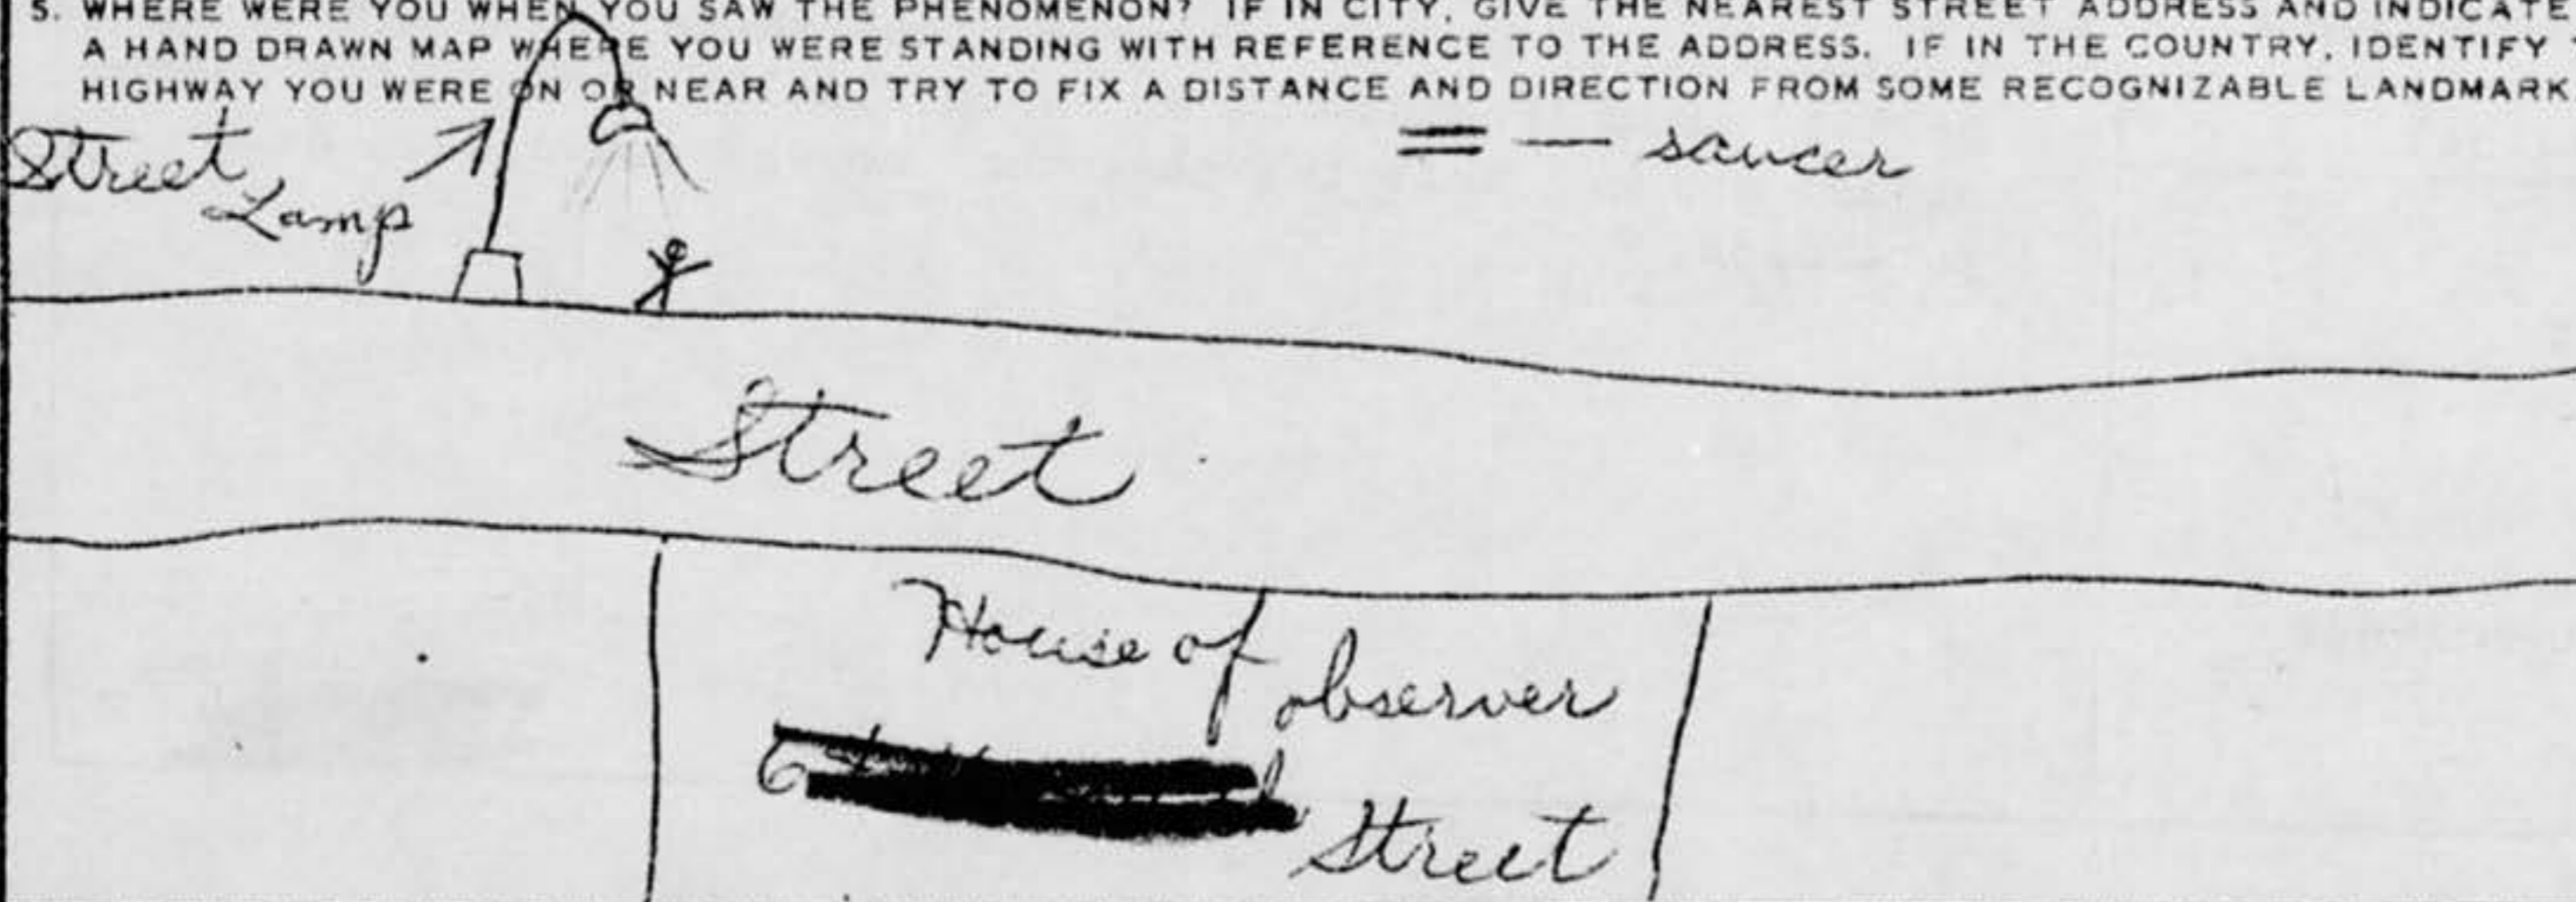 5. WHERE WERE YOU WHEN YOU SAW THE PHENOMENON? IF IN CITY, GIVE THE NEAREST STREET ADDRESS AND INDICATE
A HAND DRAWN MAP WHERE YOU WERE STANDING WITH REFERENCE TO THE ADDRESS. IF IN THE COUNTRY, IDENTIFY
HIGHWAY YOU WERE ON OR NEAR AND TRY TO FIX A DISTANCE AND DIRECTION FROM SOME RECOGNIZABLE LANDMARK
Street
Lamp
= — saucer
Street
House of
observer
Street